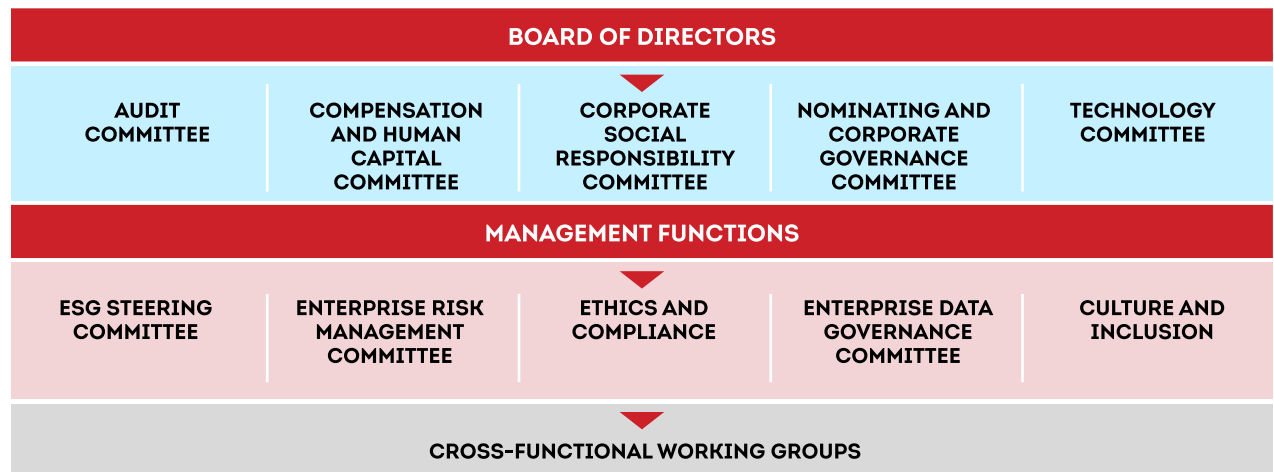 BOARD OF DIRECTORS
AUDIT
COMMITTEE
COMPENSATION
AND HUMAN
CAPITAL
COMMITTEE
CORPORATE
SOCIAL
RESPONSIBILITY
COMMITTEE
NOMINATING AND
CORPORATE
GOVERNANCE
COMMITTEE
TECHNOLOGY
COMMITTEE
MANAGEMENT FUNCTIONS
ESG STEERING
COMMITTEE
ENTERPRISE RISK
MANAGEMENT
COMMITTEE
ETHICS AND
COMPLIANCE
ENTERPRISE DATA
GOVERNANCE
COMMITTEE
CULTURE AND
INCLUSION
CROSS-FUNCTIONAL WORKING GROUPS